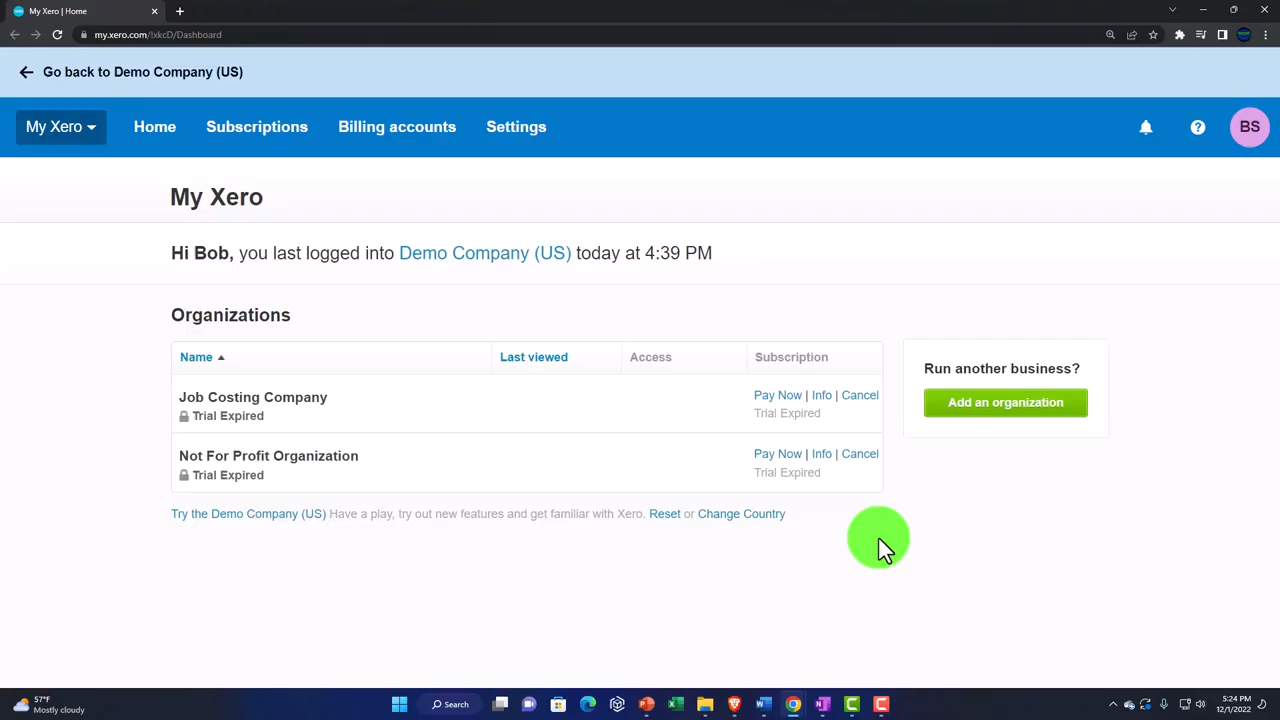 My Xero | Home
my.xero.com/!xkcD/Dashboard
Go back to Demo Company (US)
My Xero
Home
Subscriptions
Billing accounts
Settings
BS
My Xero
Hi Bob, you last logged into Demo Company (US) today at 4:39 PM
Organizations
Name
Last viewed
Access
Subscription
Job Costing Company
Trial Expired
Pay Now | Info | Cancel
Trial Expired
Not For Profit Organization
Trial Expired
Pay Now | Info | Cancel
Trial Expired
Run another business?
Add an organization
Try the Demo Company (US) Have a play, try out new features and get familiar with Xero. Reset or Change Country
57°F
Mostly cloudy
Search
5:24 PM
12/1/2022